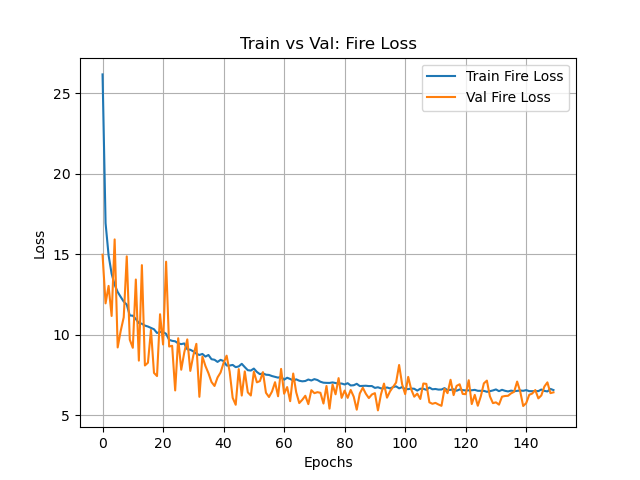 Train vs Val: Fire Loss
Train Fire Loss
Val Fire Loss
25
20
15
10
5
Loss
0 20 40 60 80 100 120 140
Epochs